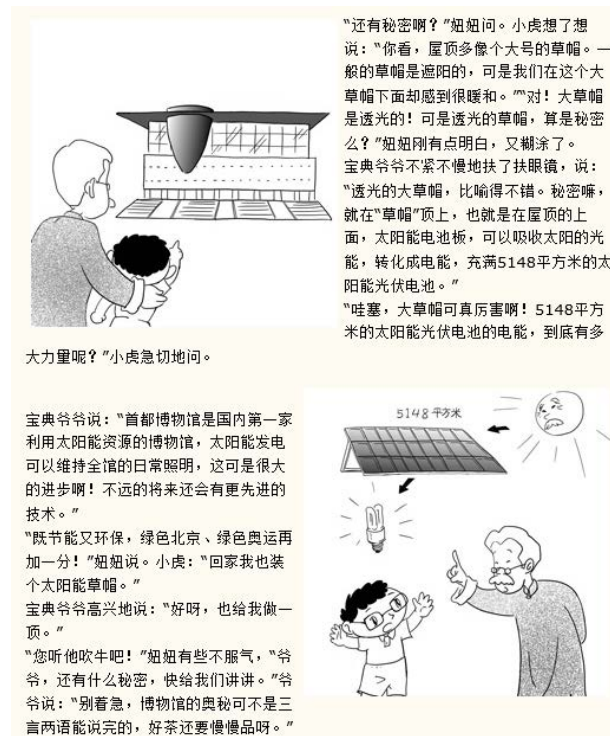 “还有秘密啊？”妞妞问。小虎想了想
说：“你看，屋顶多像个大号的草帽。一
般的草帽是遮阳的，可是我们在这个大
草帽下面却感到很暖和。”“对！大草帽
是透光的！可是透光的草帽，算是秘密
么？”妞妞刚有点明白，又糊涂了。
宝典爷爷不紧不慢地扶了扶眼镜，说：
“透光的大草帽，比喻得不错。秘密嘛，
就在“草帽”顶上，也就是在屋顶的上
面，太阳能电池板，可以吸收太阳的光
能，转化成电能，充满5148平方米的太
阳能光伏电池。”
“哇塞，大草帽可真厉害啊！5148平方
米的太阳能光伏电池的电能，到底有多
大力量呢？”小虎急切地问。
宝典爷爷说：“首都博物馆是国内第一家
利用太阳能资源的博物馆，太阳能发电
可以维持全馆的日常照明，这可是很大
的进步啊！不远的将来还会有更先进的
技术。”
“既节能又环保，绿色北京、绿色奥运再
加一分！”妞妞说。小虎：“回家我也装
个太阳能草帽。”
宝典爷爷高兴地说：“好呀，也给我做一
顶。”
“您听他吹牛吧！”妞妞有些不服气，“爷
爷，还有什么秘密，快给我们讲讲。”爷
爷说：“别着急，博物馆的奥秘可不是三
言两语能说完的，好茶还要慢慢品呀。”
5148平方米